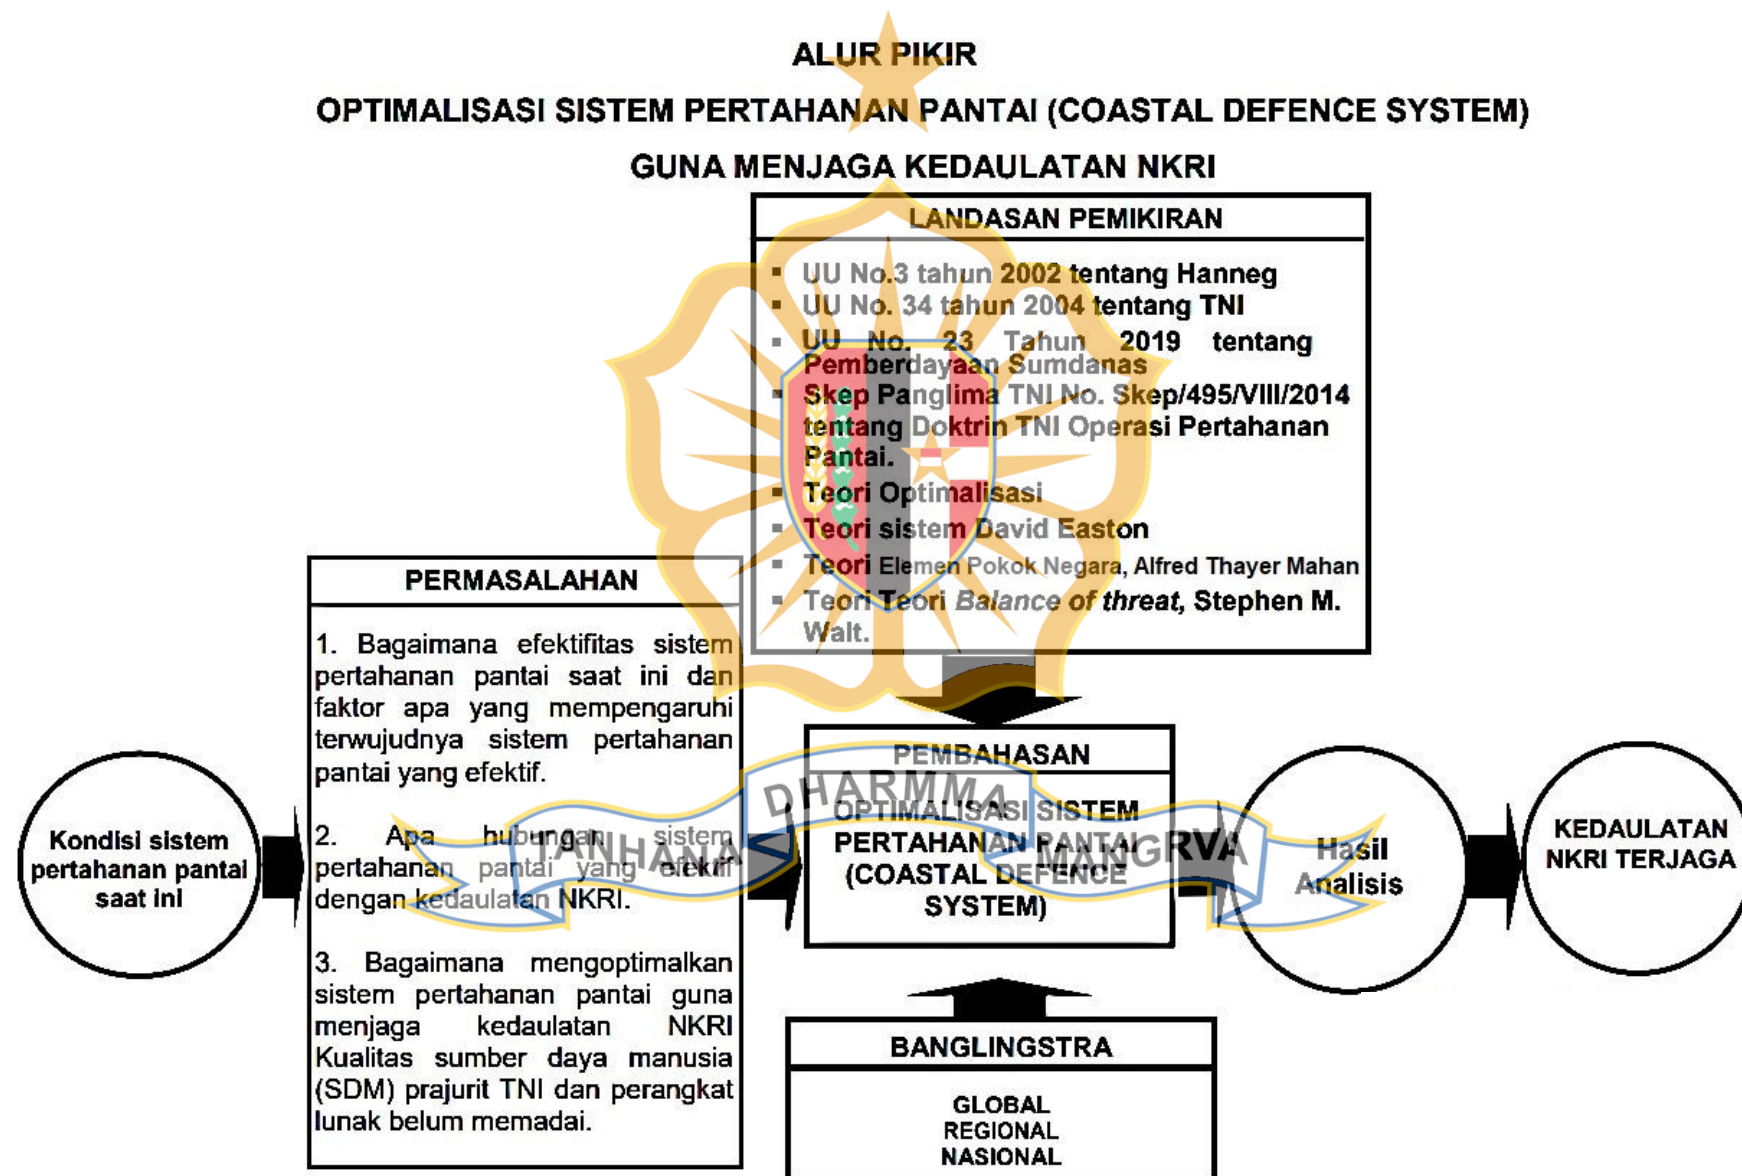 ALUR PIKIR
OPTIMALISASI SISTEM PERTAHANAN PANTAI (COASTAL DEFENCE SYSTEM)
GUNA MENJAGA KEDAULATAN NKRI
LANDASAN PEMIKIRAN
▪ UU No.3 tahun 2002 tentang Hanneg
▪ UU No. 34 tahun 2004 tentang TNI
▪ UU No. 23 Tahun 2019 tentang
Pemberdayaan Sumdanas
▪ Skep Panglima TNI No. Skep/495/VIII/2014
tentang Doktrin TNI Operasi Pertahanan
Pantai.
▪ Teori Optimalisasi
▪ Teori sistem David Easton
▪ Teori Elemen Pokok Negara, Alfred Thayer Mahan
▪ Teori Teori Balance of threat, Stephen M.
Walt.
PERMASALAHAN
1. Bagaimana efektifitas sistem
pertahanan pantai saat ini dan
faktor apa yang mempengaruhi
terwujudnya sistem pertahanan
pantai yang efektif.
2. Apa hubungan sistem
pertahanan pantai yang efektif
dengan kedaulatan NKRI.
3. Bagaimana mengoptimalkan
sistem pertahanan pantai guna
menjaga kedaulatan NKRI
Kualitas sumber daya manusia
(SDM) prajurit TNI dan perangkat
lunak belum memadai.
Kondisi sistem
pertahanan pantai
saat ini
PEMBAHASAN
OPTIMALISASI SISTEM
PERTAHANAN PANTAI
(COASTAL DEFENCE
SYSTEM)
Hasil
Analisis
KEDAULATAN
NKRI TERJAGA
BANGLINGSTRA
GLOBAL
REGIONAL
NASIONAL
TANHANA DHARMMA MANGRVA